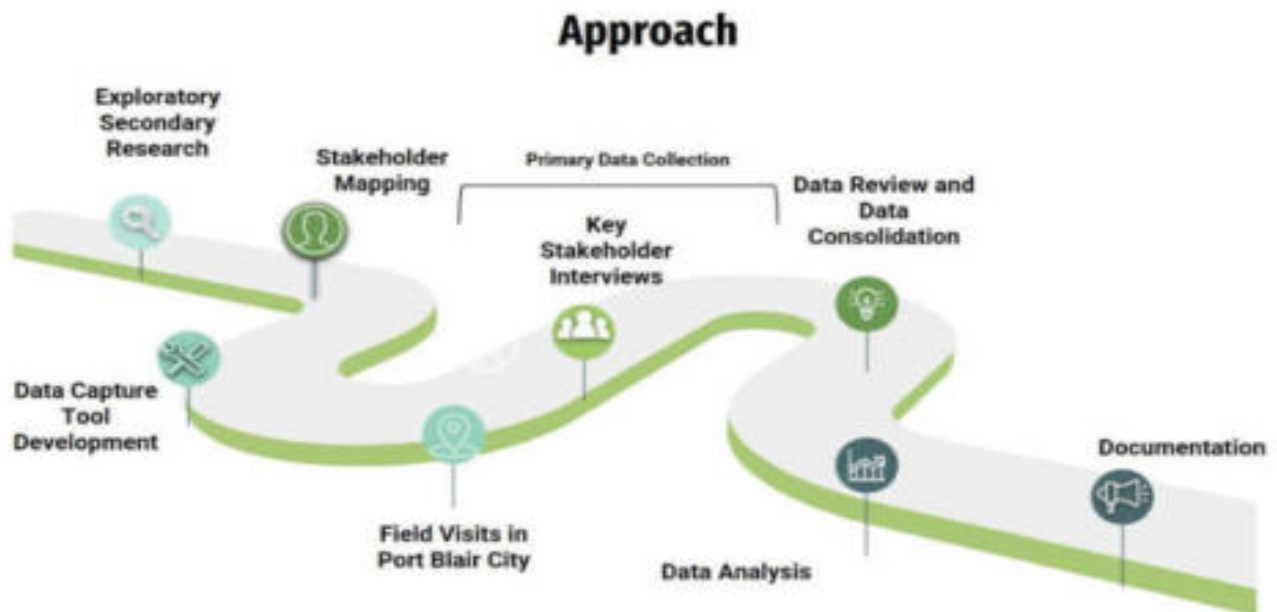 Approach
Exploratory
Secondary
Research
Stakeholder
Mapping
Primary Data Collection
Data Review and
Data
Consolidation
Key
Stakeholder
Interviews
Data Capture
Tool
Development
Field Visits in
Port Blair City
Data Analysis
Documentation